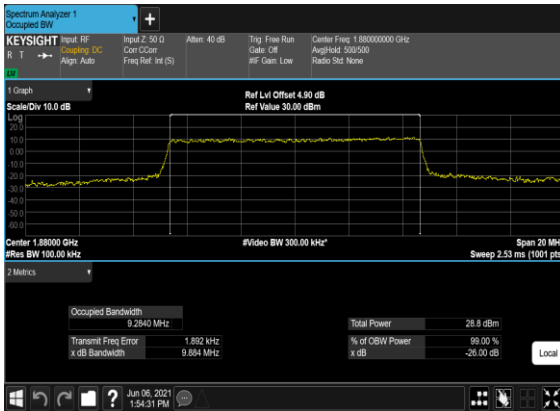 Spectrum Analyzer 1
Occupied BW
KEYSIGHT
Input: RF
Coupling: DC
Align: Auto
Input Z: 50 Ω
Corr CCorr
Freq Ref: Int (S)
Atten: 40 dB
Trig: Free Run
Gate: Off
#IF Gain: Low
Center Freq: 1.880000000 GHz
Avg|Hold: 500/500
Radio Std: None
R T
1 Graph
Scale/Div 10.0 dB
Ref Lvl Offset 4.90 dB
Ref Value 30.00 dBm
Log
20.0
10.0
0.00
-10.0
-20.0
-30.0
-40.0
-50.0
-60.0
Center 1.88000 GHz
#Video BW 300.00 kHz*
Span 20 MH
#Res BW 100.00 kHz
Sweep 2.53 ms (1001 pts
2 Metrics
Occupied Bandwidth
9.2840 MHz
Total Power
28.8 dBm
Transmit Freq Error
1.892 kHz
% of OBW Power
99.00 %
x dB Bandwidth
9.884 MHz
x dB
-26.00 dB
Local
?
Jun 06, 2021
1:54:31 PM